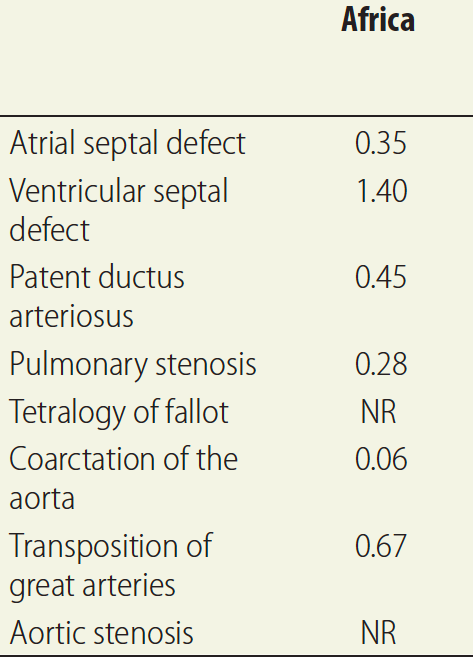 Africa
Atrial septal defect 0.35
Ventricular septal 1.40
defect
Patent ductus 0.45
arteriosus
Pulmonary stenosis 0.28
Tetralogy of fallot NR
Coarctation of the 0.06
aorta
Transposition of 0.67
great arteries
Aortic stenosis NR